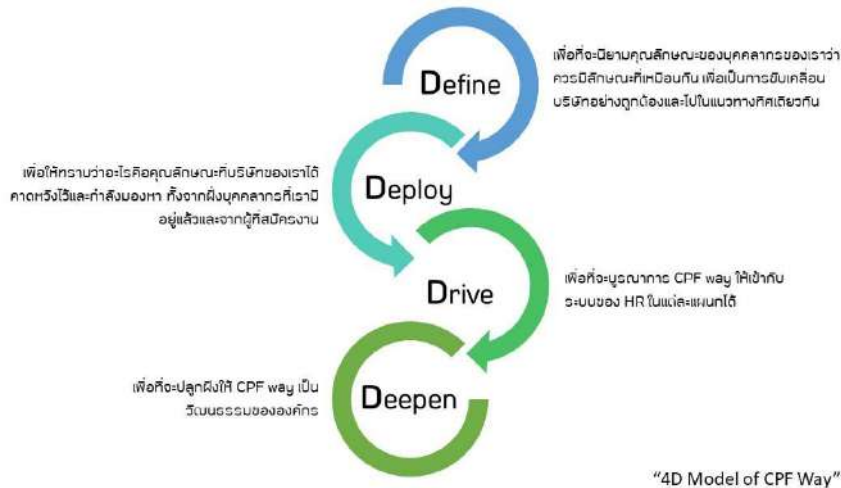 Define
เพื่อที่จะนิยามคุณลักษณะของบุคคลากรของเราว่า
ควรมีลักษณะที่เหมือนกัน เพื่อเป็นการขับเคลื่อน
บริษัทอย่างถูกต้องและไปในแนวทางทิศเดียวกัน
เพื่อให้ทราบว่าอะไรคือคุณลักษณะที่บริษัทของเราได้
คาดหวังไว้และกำลังมองหา ทั้งจากฝั่งบุคคลากรที่เรามี
อยู่แล้วและจากผู้ที่สมัครงาน
Deploy
Drive
เพื่อที่จะบูรณาการ CPF way ให้เข้ากับ
ระบบของ HR ในแต่ละแผนกได้
เพื่อที่จะปลูกฝังให้ CPF way เป็น
วัฒนธรรมขององค์กร
Deepen
“4D Model of CPF Way”